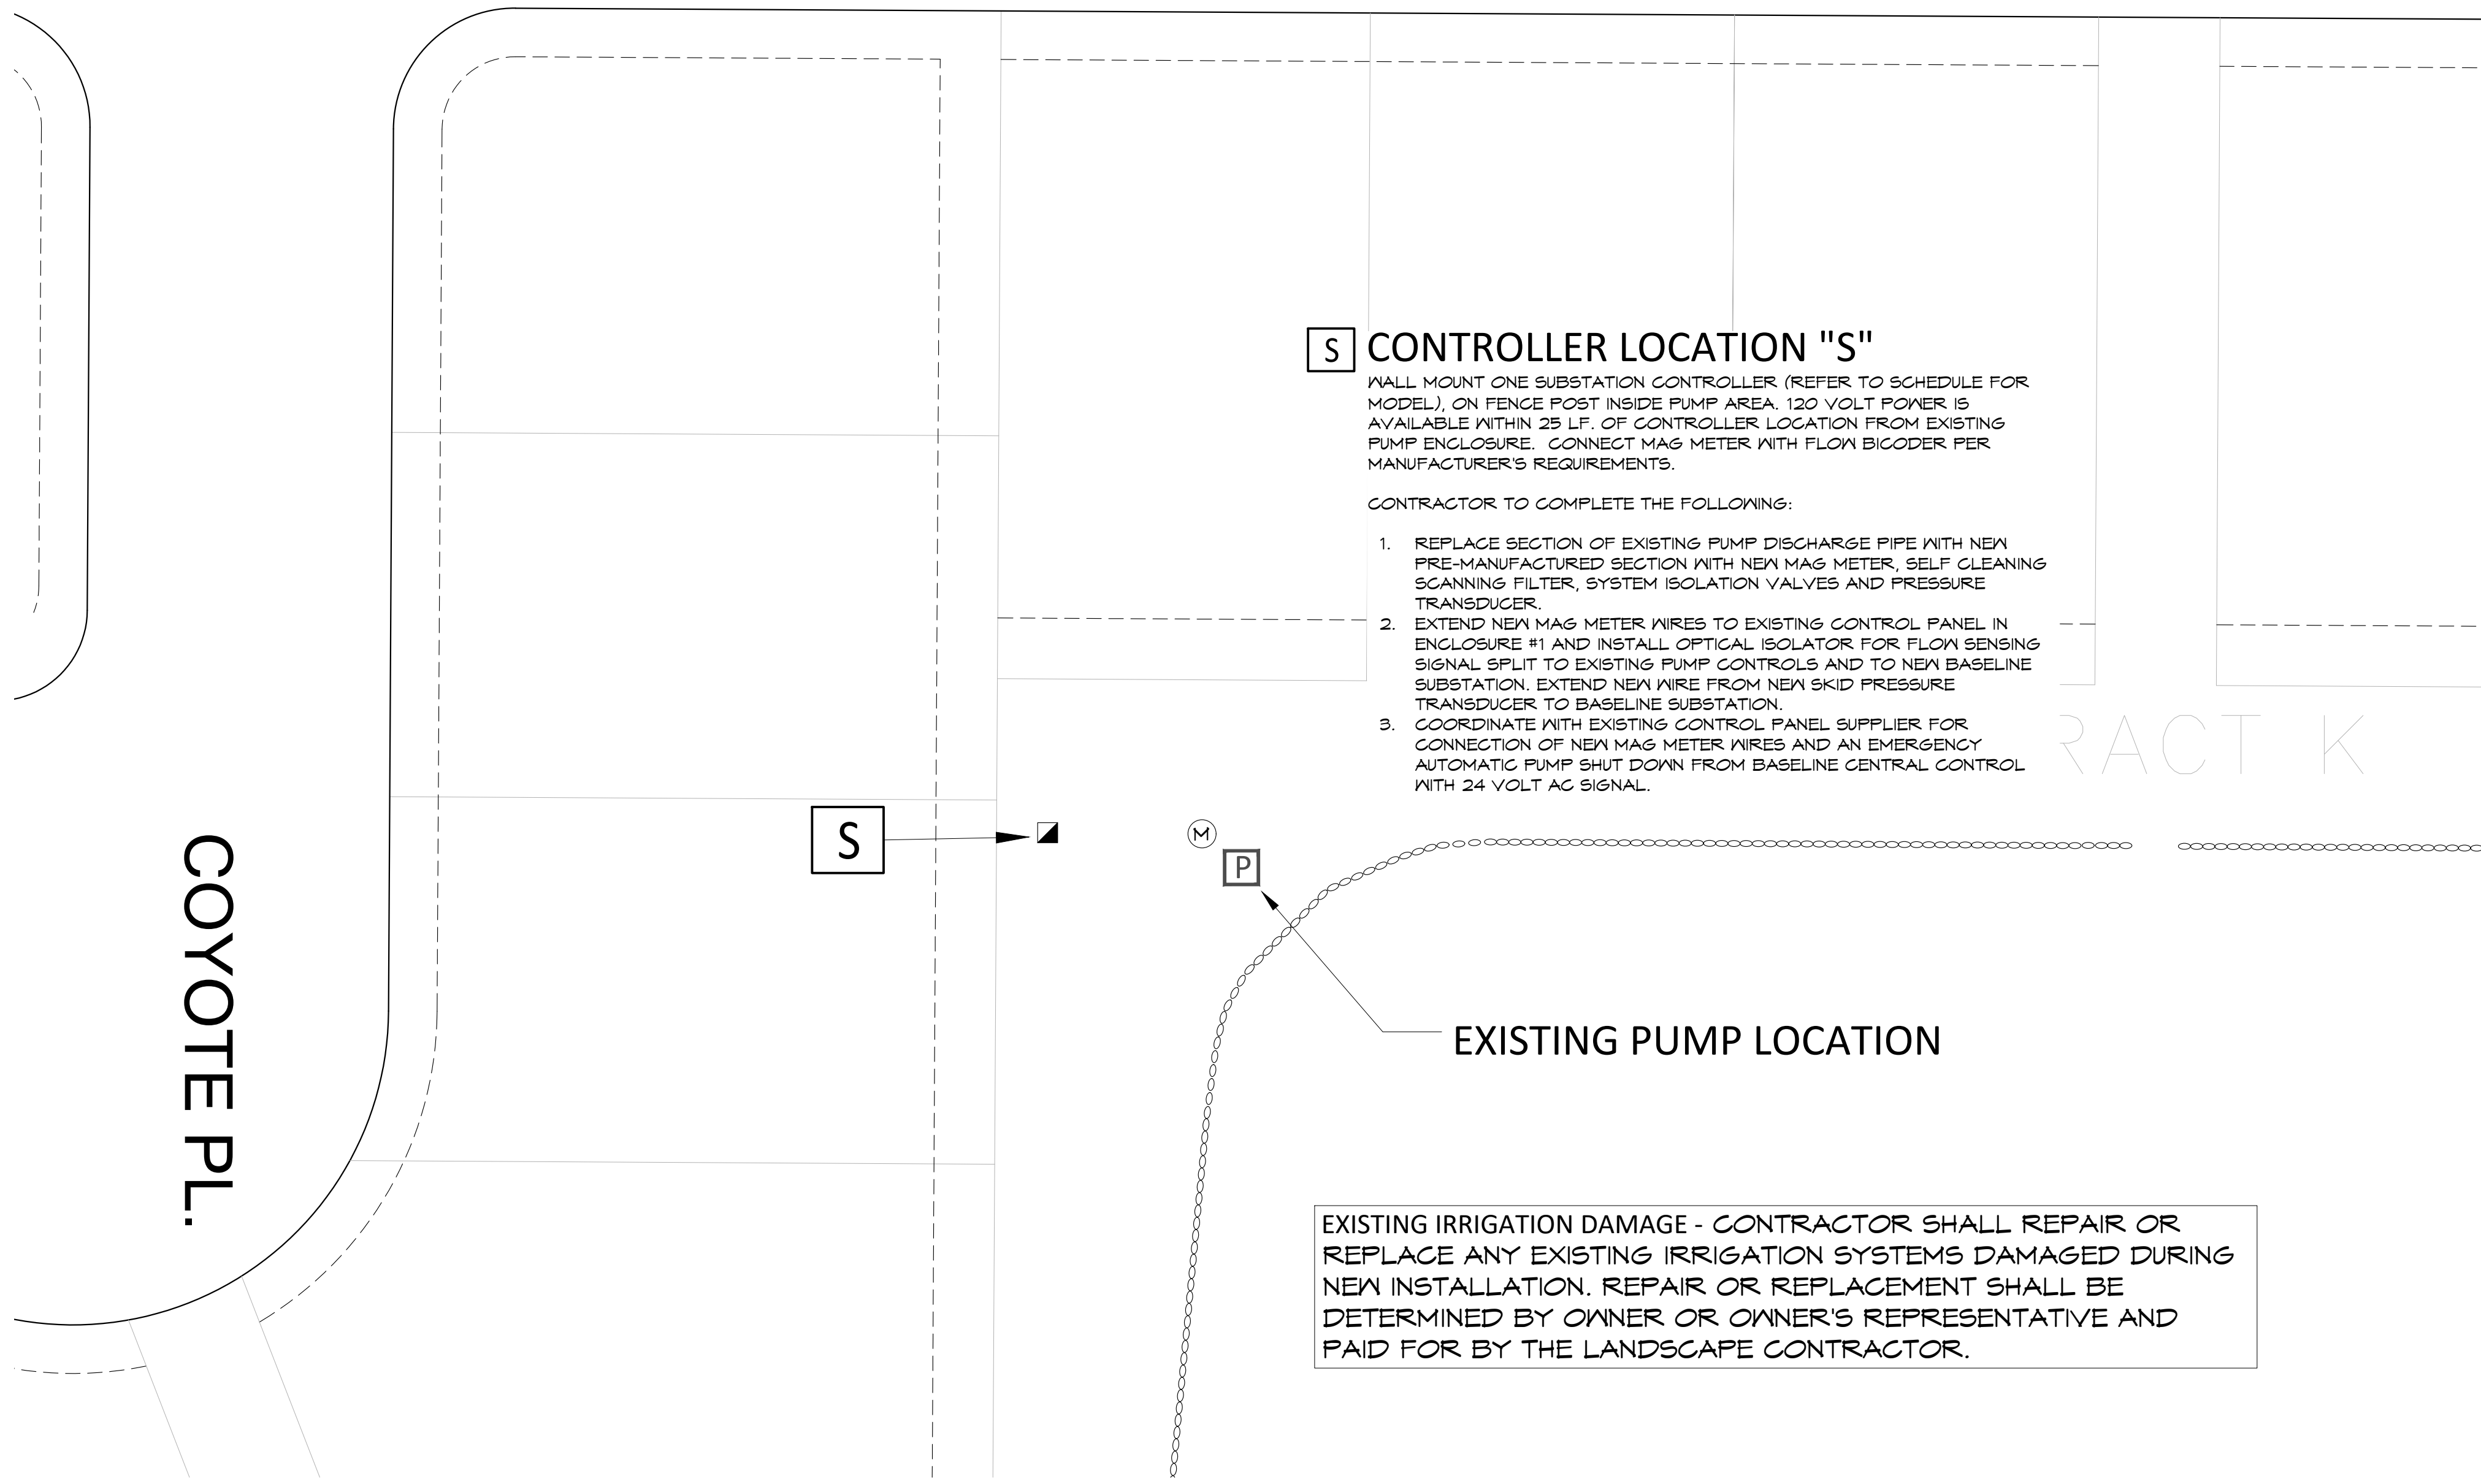 S CONTROLLER LOCATION "S"
WALL MOUNT ONE SUBSTATION CONTROLLER (REFER TO SCHEDULE FOR
MODEL), ON FENCE POST INSIDE PUMP AREA. 120 VOLT POWER IS
AVAILABLE WITHIN 25 LF. OF CONTROLLER LOCATION FROM EXISTING
PUMP ENCLOSURE. CONNECT MAG METER WITH FLOW BICODER PER
MANUFACTURER'S REQUIREMENTS.
CONTRACTOR TO COMPLETE THE FOLLOWING:
1. REPLACE SECTION OF EXISTING PUMP DISCHARGE PIPE WITH NEW
PRE-MANUFACTURED SECTION WITH NEW MAG METER, SELF CLEANING
SCANNING FILTER, SYSTEM ISOLATION VALVES AND PRESSURE
TRANSDUCER.
2. EXTEND NEW MAG METER WIRES TO EXISTING CONTROL PANEL IN
ENCLOSURE #1 AND INSTALL OPTICAL ISOLATOR FOR FLOW SENSING
SIGNAL SPLIT TO EXISTING PUMP CONTROLS AND TO NEW BASELINE
SUBSTATION. EXTEND NEW WIRE FROM NEW SKID PRESSURE
TRANSDUCER TO BASELINE SUBSTATION.
3. COORDINATE WITH EXISTING CONTROL PANEL SUPPLIER FOR
CONNECTION OF NEW MAG METER WIRES AND AN EMERGENCY
AUTOMATIC PUMP SHUT DOWN FROM BASELINE CENTRAL CONTROL
WITH 24 VOLT AC SIGNAL.
RACT K
S
M
P
COYOTE PL.
EXISTING PUMP LOCATION
EXISTING IRRIGATION DAMAGE - CONTRACTOR SHALL REPAIR OR
REPLACE ANY EXISTING IRRIGATION SYSTEMS DAMAGED DURING
NEW INSTALLATION. REPAIR OR REPLACEMENT SHALL BE
DETERMINED BY OWNER OR OWNER'S REPRESENTATIVE AND
PAID FOR BY THE LANDSCAPE CONTRACTOR.